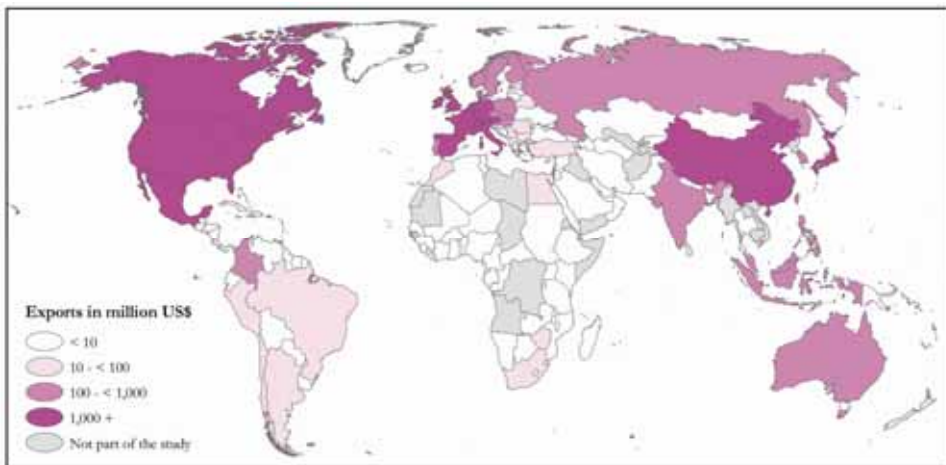 Exports in million US$
< 10
10 - < 100
100 - < 1,000
1,000 +
Not part of the study